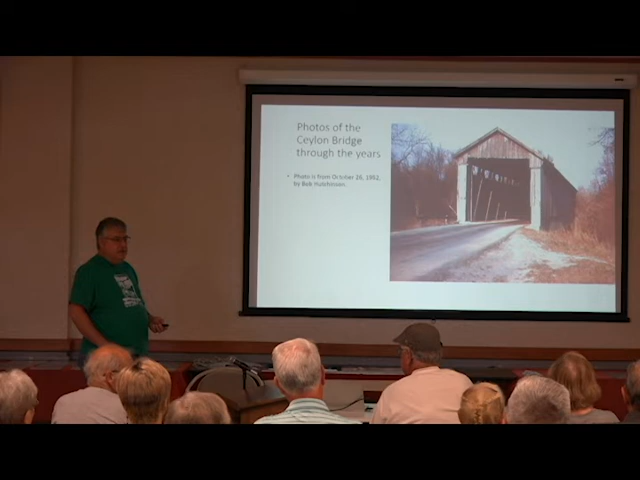 Photos of the
Ceylon Bridge
through the years
• Photo is from October 26, 1952,
by Bob Hutchinson.